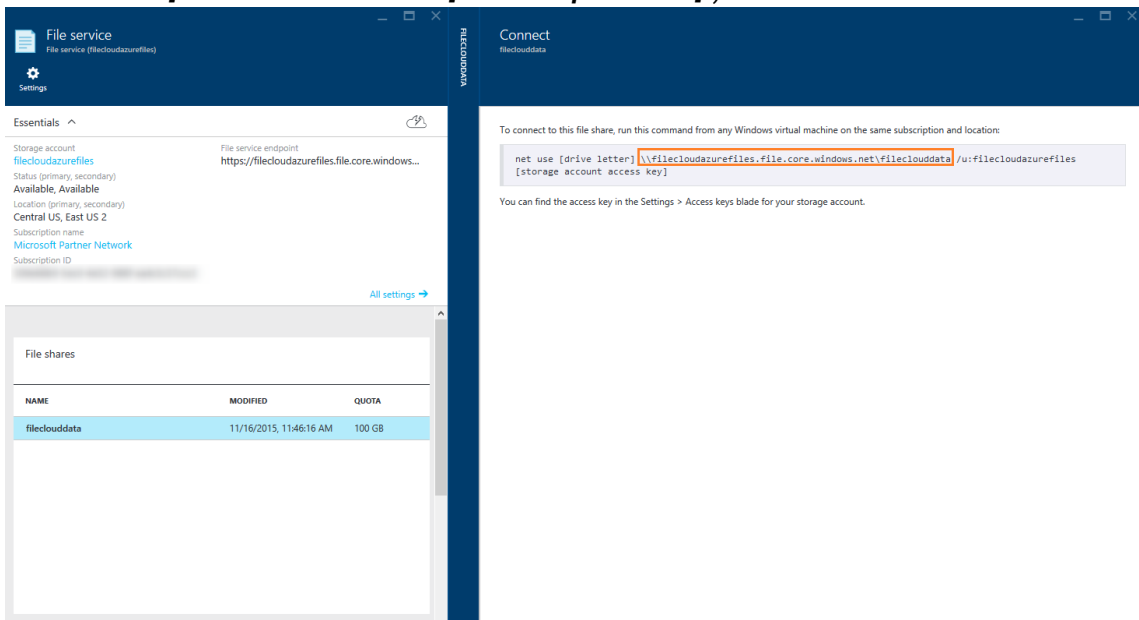 File service
File service (filecloudazurefiles)
Settings
Essentials
Storage account
filecloudazurefiles
Status (primary, secondary)
Available, Available
Location (primary, secondary)
Central US, East US 2
Subscription name
Microsoft Partner Network
Subscription ID
File service endpoint
https://filecloudazurefiles.file.core.windows...
All settings
File shares
NAME MODIFIED QUOTA
fileclouddata 11/16/2015, 11:46:16 AM 100 GB
FILECLOUDDATA
Connect
fileclouddata
To connect to this file share, run this command from any Windows virtual machine on the same subscription and location:
net use [drive letter] \\filecloudazurefiles.file.core.windows.net\fileclouddata /u:filecloudazurefiles
[storage account access key]
You can find the access key in the Settings > Access keys blade for your storage account.